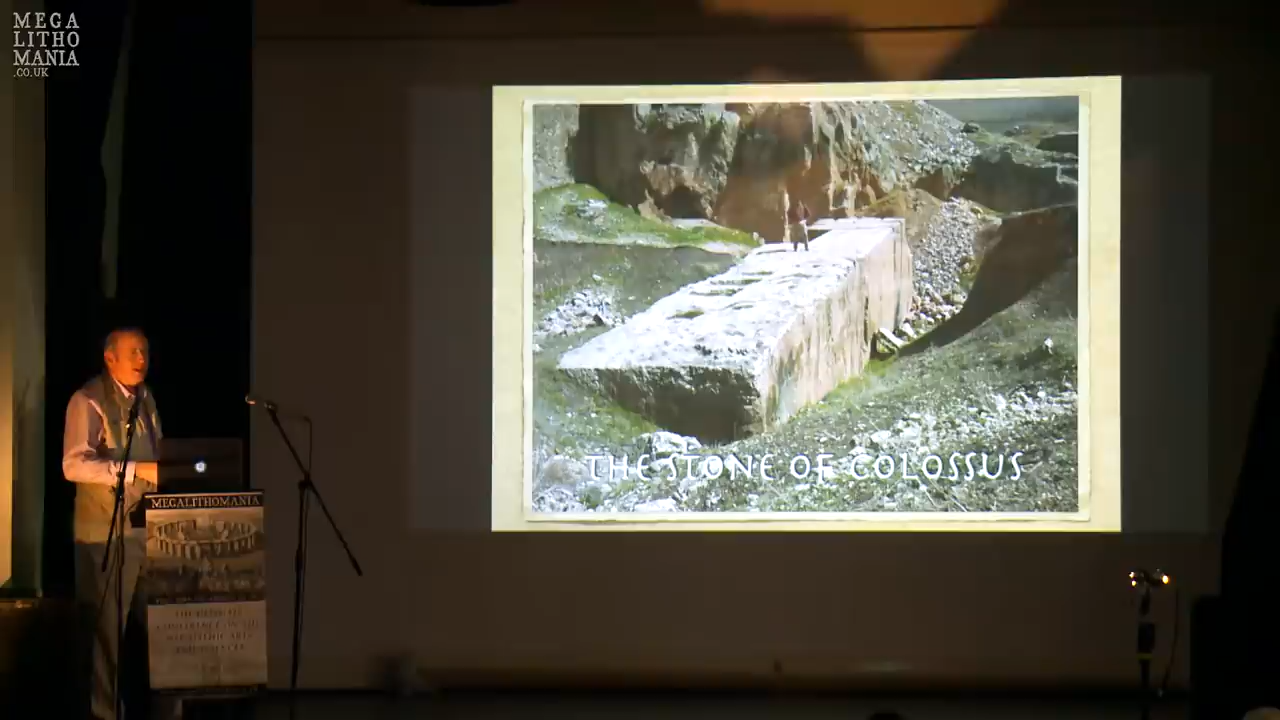 MEGA
LITHO
MANIA
.CO.UK
THE STONE OF COLOSSUS
MEGALITHOMANIA